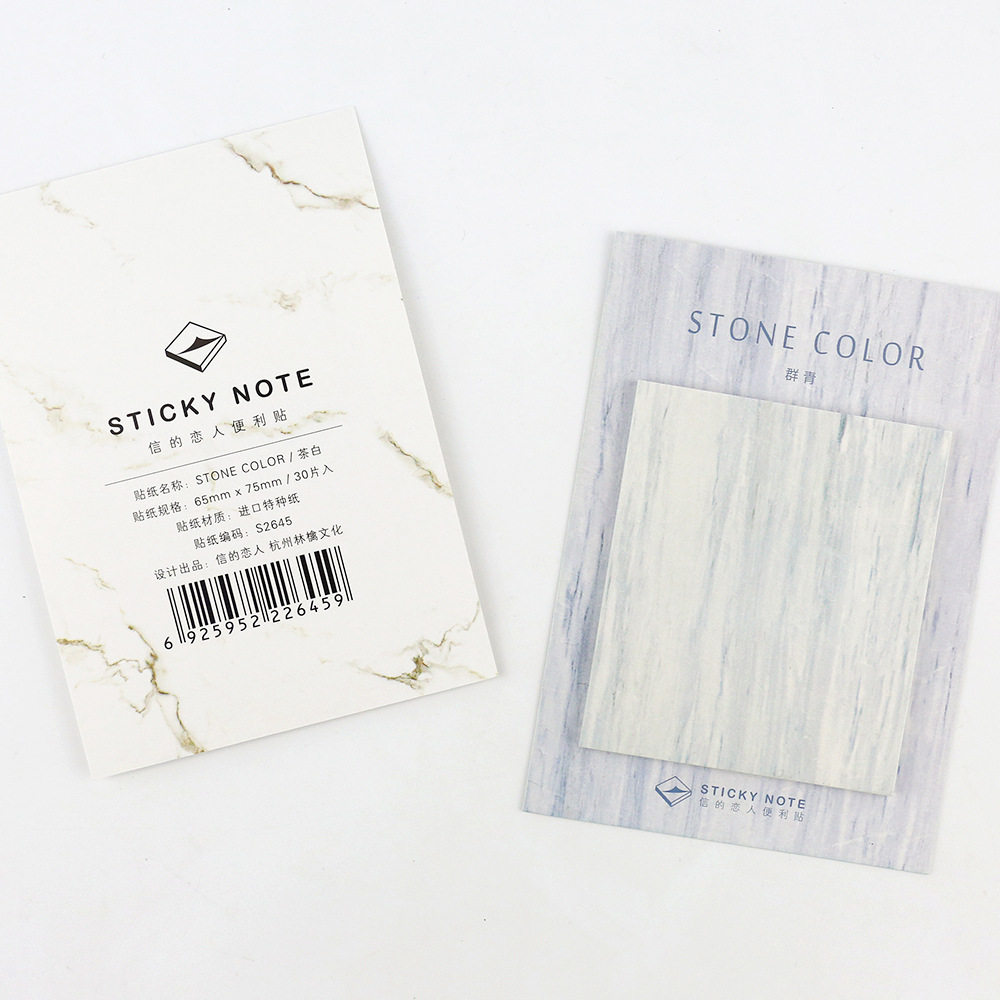 STICKY NOTE
信的恋人便利贴
贴纸名称：STONE COLOR / 茶白
贴纸规格：65mm x 75mm / 30片入
贴纸材质：进口特种纸
贴纸编码：S2645
设计出品：信的恋人 杭州林檎文化
6 925952 226459
STONE COLOR
群青
STICKY NOTE
信的恋人便利贴